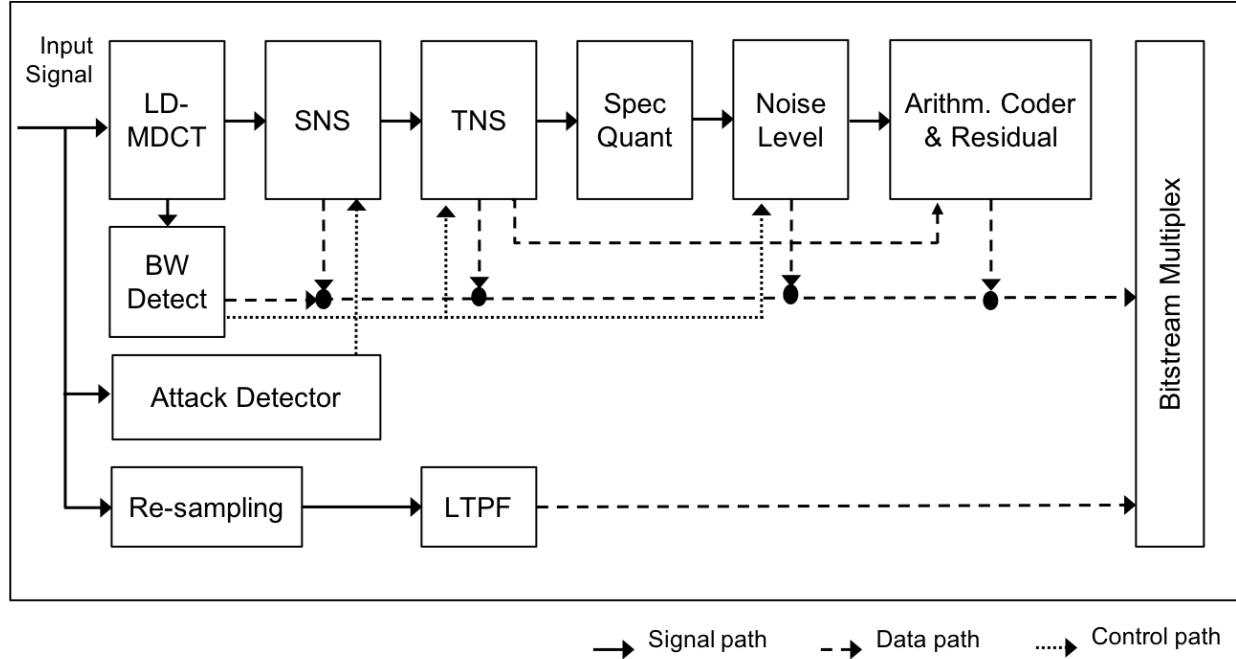 Input
Signal
LD-
MDCT
SNS
TNS
Spec
Quant
Noise
Level
Arithm. Coder
& Residual
Bitstream Multiplex
BW
Detect
Attack Detector
Re-sampling
LTPF
Signal path
Data path
Control path